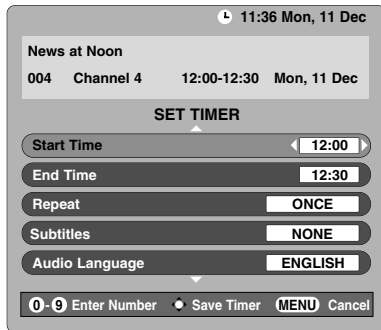 11:36 Mon, 11 Dec
News at Noon
004 Channel 4 12:00-12:30 Mon, 11 Dec
SET TIMER
Start Time 12:00
End Time 12:30
Repeat ONCE
Subtitles NONE
Audio Language ENGLISH
0-9 Enter Number Save Timer MENU Cancel